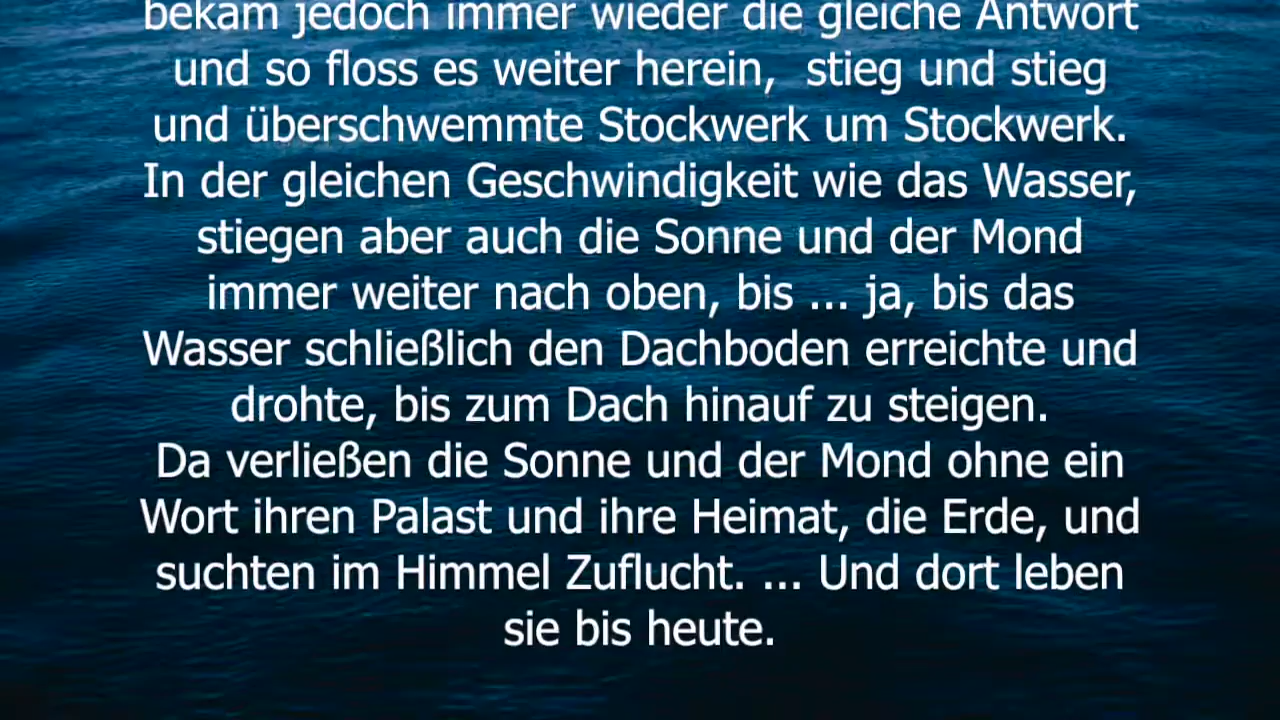 bekam jedoch immer wieder die gleiche Antwort
und so floss es weiter herein,  stieg und stieg
und überschwemmte Stockwerk um Stockwerk.
In der gleichen Geschwindigkeit wie das Wasser,
stiegen aber auch die Sonne und der Mond
immer weiter nach oben, bis ... ja, bis das
Wasser schließlich den Dachboden erreichte und
drohte, bis zum Dach hinauf zu steigen.
Da verließen die Sonne und der Mond ohne ein
Wort ihren Palast und ihre Heimat, die Erde, und
suchten im Himmel Zuflucht. ... Und dort leben
sie bis heute.